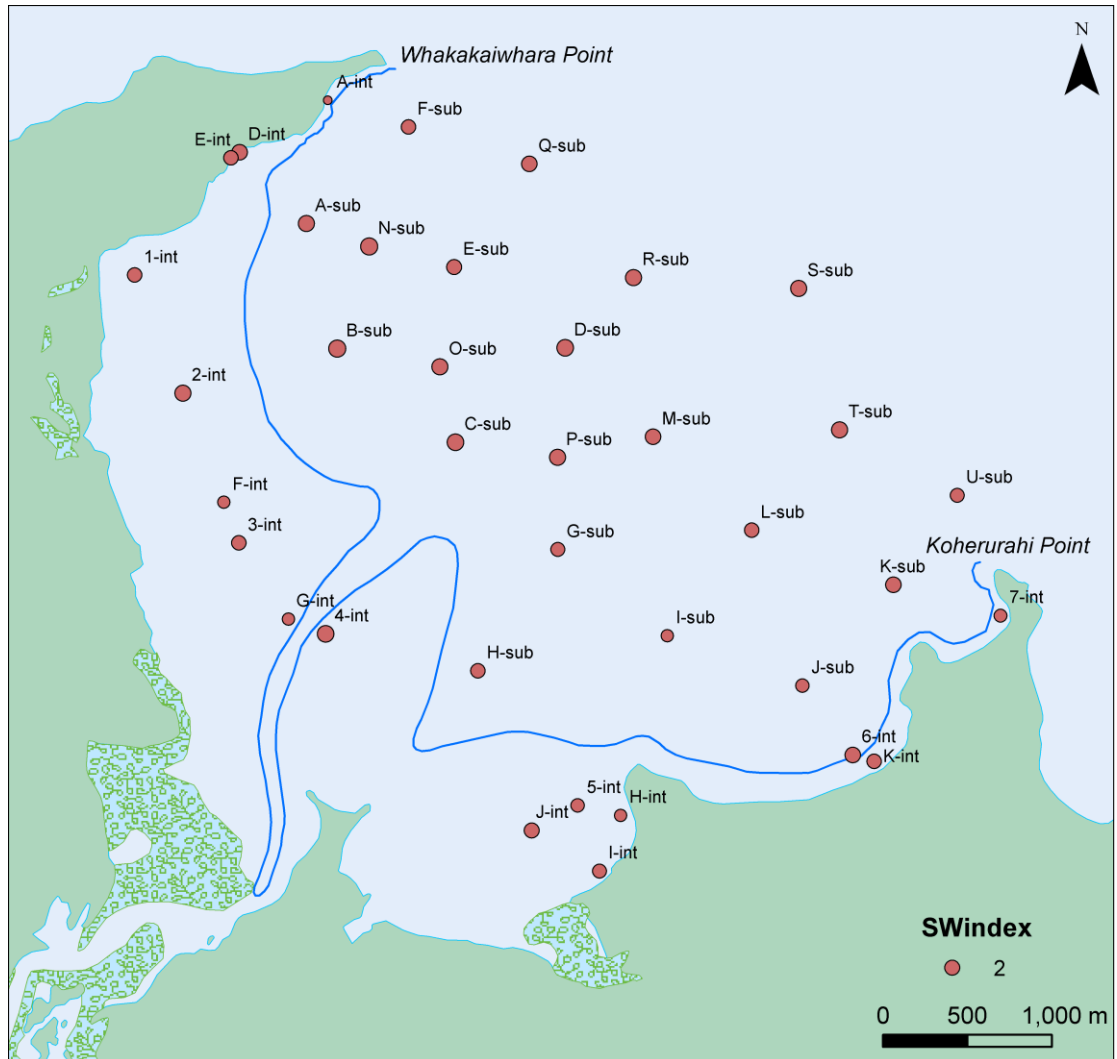 N
Whakakaiwhara Point
A-int
F-sub
E-int
D-int
Q-sub
A-sub
N-sub
E-sub
1-int
R-sub
S-sub
B-sub
O-sub
D-sub
2-int
C-sub
P-sub
M-sub
T-sub
F-int
U-sub
3-int
G-sub
L-sub
Koherurahi Point
K-sub
G-int
4-int
I-sub
7-int
H-sub
J-sub
6-int
K-int
5-int
H-int
J-int
I-int
SWindex
2
0 500 1,000 m